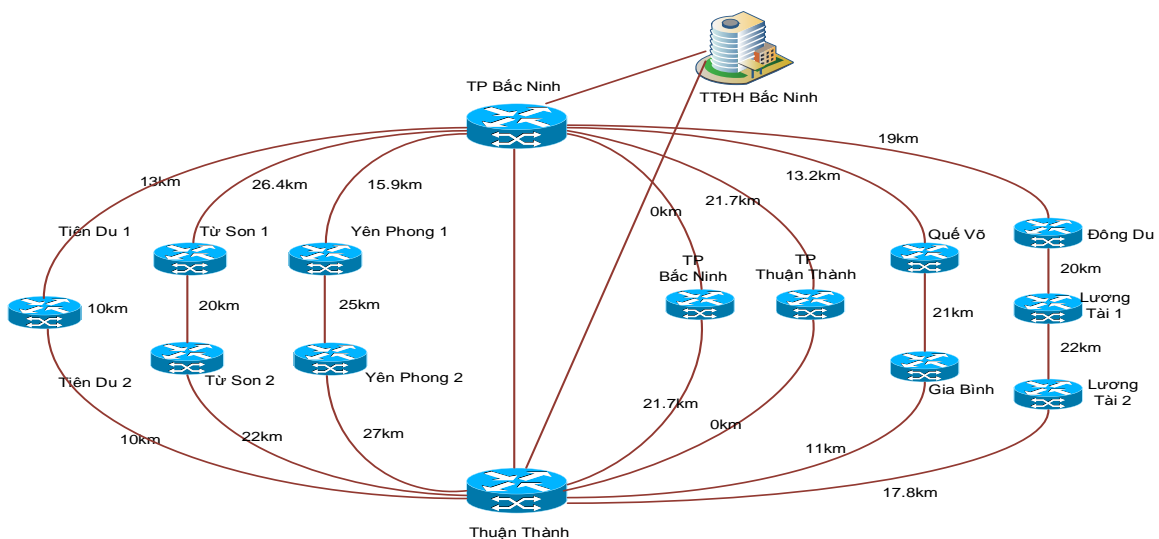 TP Bắc Ninh
TTĐH Bắc Ninh
19km
13km
26.4km
15.9km
13.2km
0km
21.7km
Tiên Du 1
Từ Son 1
Yên Phong 1
Quế Võ
Đông Du
TP
Bắc Ninh
TP
Thuận Thành
20km
10km
20km
25km
21km
Lương
Tài 1
22km
Tiên Du 2
Từ Son 2
Yên Phong 2
Gia Bình
Lương
Tài 2
21.7km
0km
10km
22km
27km
11km
17.8km
Thuận Thành